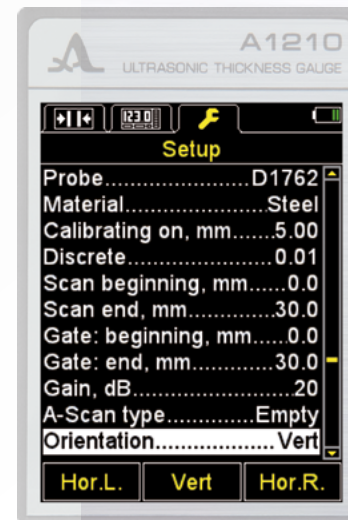 A1210
ULTRASONIC THICKNESS GAUGE
123.0
Setup
Probe....................D1762
Material....................Steel
Calibrating on, mm.......5.00
Discrete.....................0.01
Scan beginning, mm......0.0
Scan end, mm.............30.0
Gate: beginning, mm.....0.0
Gate: end, mm............30.0
Gain, dB........................20
A-Scan type.............Empty
Orientation.................. Vert
Hor.L. Vert Hor.R.